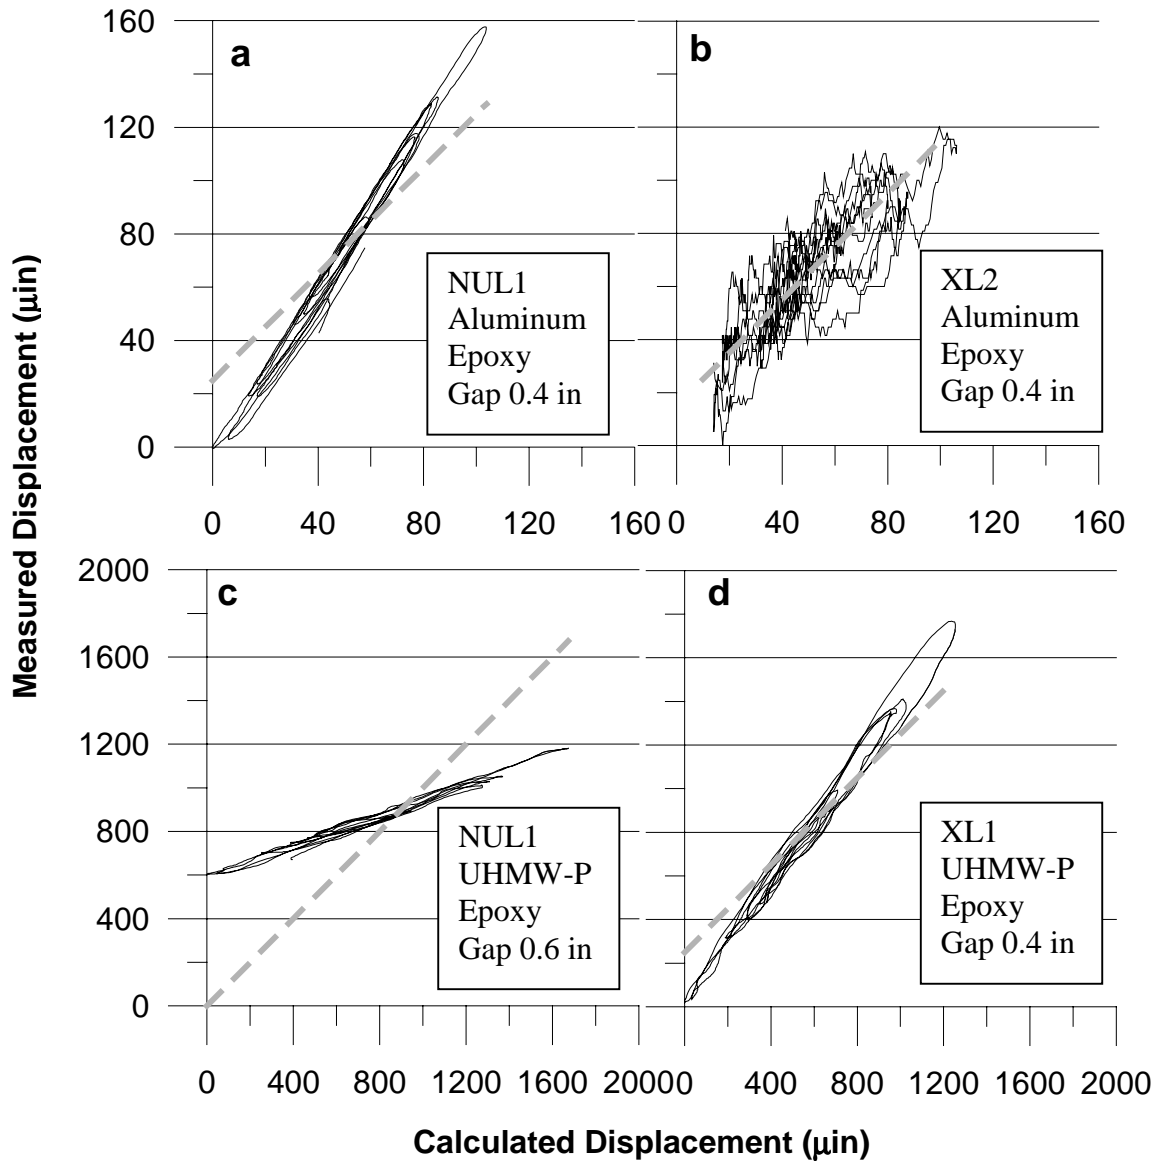 Measured Displacement (μin)
160
120
80
40
0
a
NUL1
Aluminum
Epoxy
Gap 0.4 in
0
40
80
120
160
b
XL2
Aluminum
Epoxy
Gap 0.4 in
0
40
80
120
160
2000
1600
1200
800
400
0
c
NUL1
UHMW-P
Epoxy
Gap 0.6 in
0
400
800
1200
1600
2000
d
XL1
UHMW-P
Epoxy
Gap 0.4 in
0
400
800
1200
1600
2000
Calculated Displacement (μin)